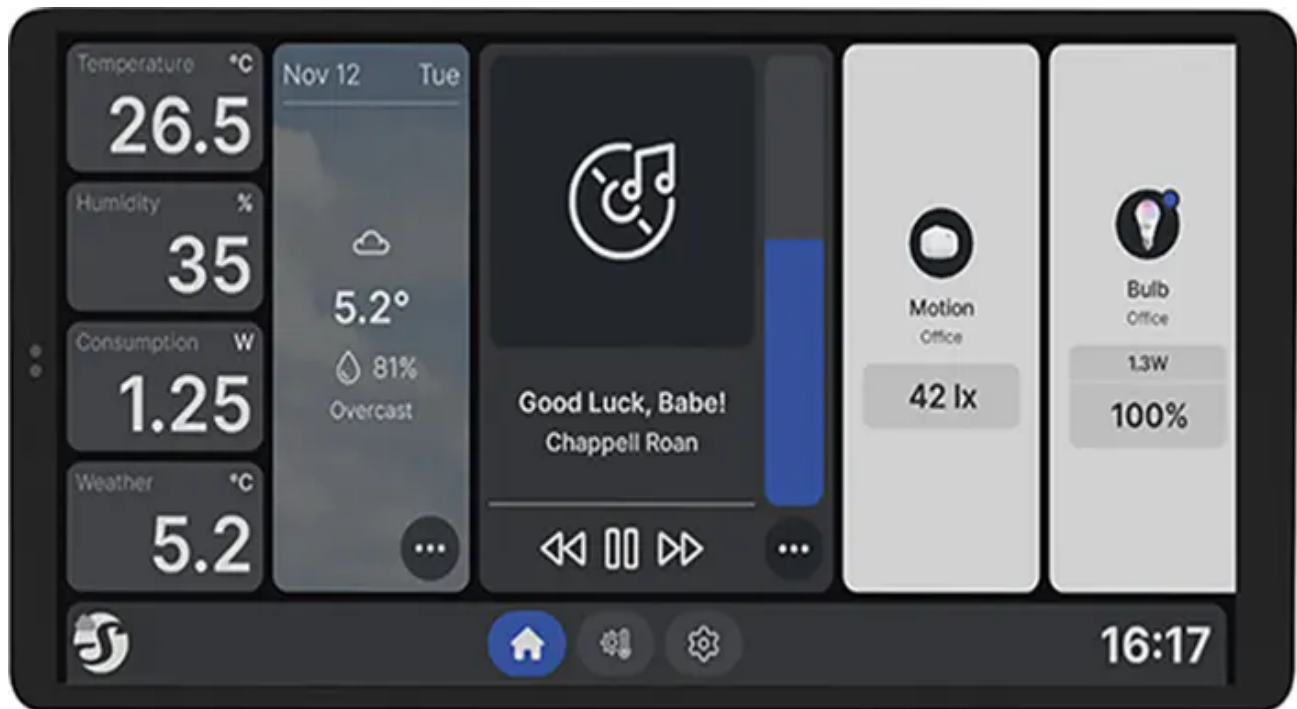 Temperature °C
26.5
Humidity %
35
Consumption W
1.25
Weather °C
5.2
Nov 12 Tue
5.2°
81%
Overcast
Good Luck, Babe!
Chappell Roan
Motion
Office
42 lx
Bulb
Office
1.3W
100%
16:17